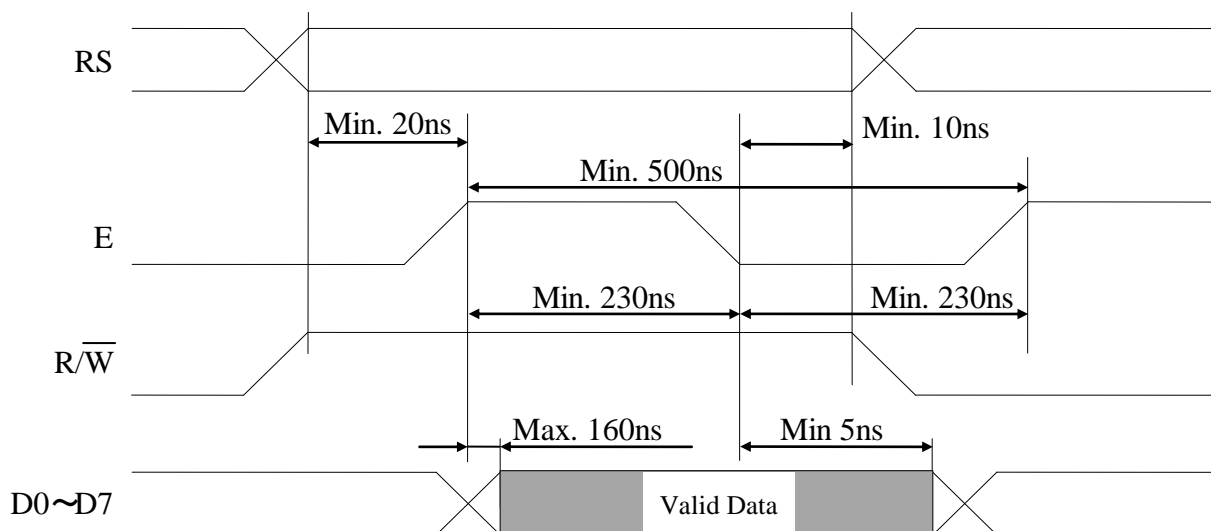 RS
Min. 20ns
Min. 10ns
Min. 500ns
E
Min. 230ns
Min. 230ns
R/W̅
Max. 160ns
Min 5ns
D0～D7
Valid Data